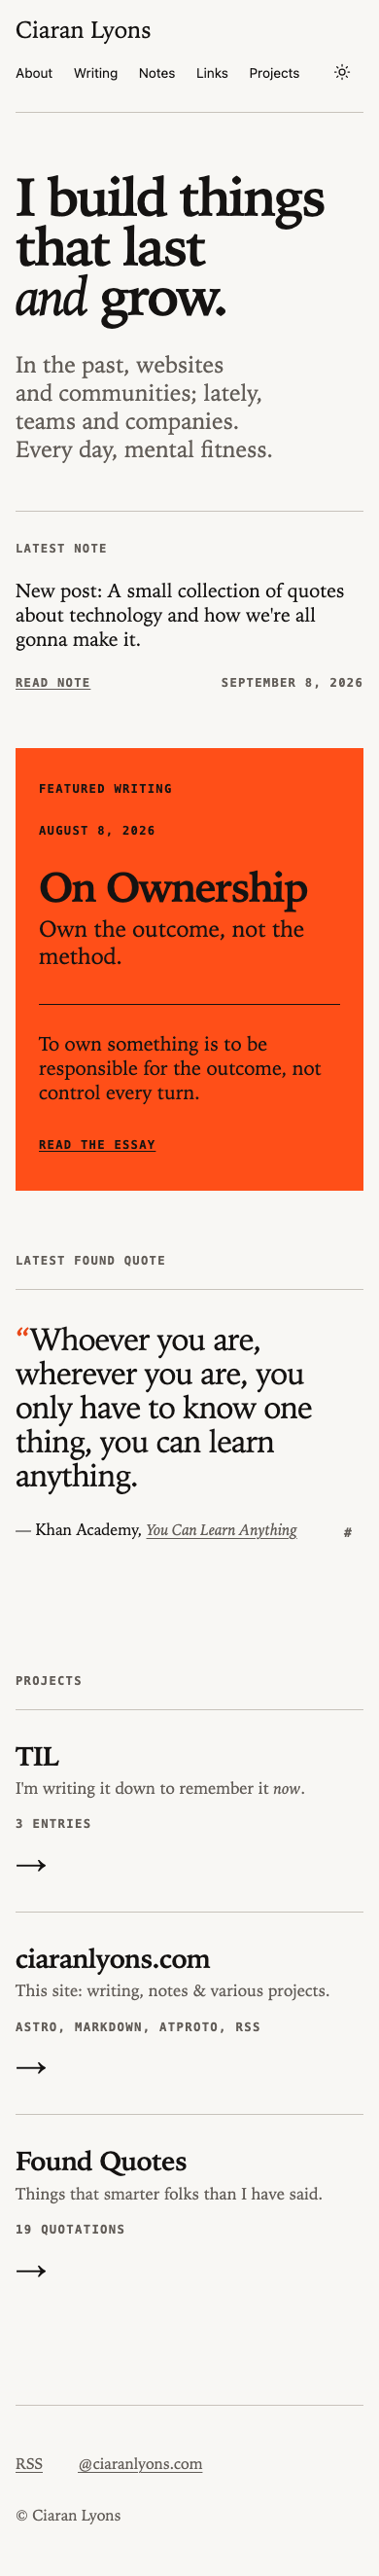 Ciaran Lyons
About Writing Notes Links Projects
I build things
that last
and grow.
In the past, websites
and communities; lately,
teams and companies.
Every day, mental fitness.
LATEST NOTE
New post: A small collection of quotes
about technology and how we're all
gonna make it.
READ NOTE SEPTEMBER 8, 2026
FEATURED WRITING
AUGUST 8, 2026
On Ownership
Own the outcome, not the
method.
To own something is to be
responsible for the outcome, not
control every turn.
READ THE ESSAY
LATEST FOUND QUOTE
“Whoever you are,
wherever you are, you
only have to know one
thing, you can learn
anything.
— Khan Academy, You Can Learn Anything #
PROJECTS
TIL
I'm writing it down to remember it now.
3 ENTRIES
→
ciaranlyons.com
This site: writing, notes & various projects.
ASTRO, MARKDOWN, ATPROTO, RSS
→
Found Quotes
Things that smarter folks than I have said.
19 QUOTATIONS
→
RSS @ciaranlyons.com
© Ciaran Lyons